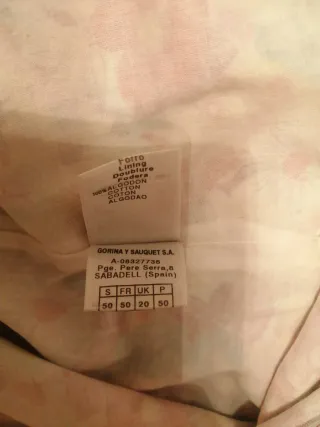 Forro
Lining
Doublure
Fodera
100% ALGODON
COTTON
COTON
ALGODAO
GORINA Y SAUQUET S.A.
A-08327735
Pge. Pere Serra,8
SABADELL (Spain)
S FR UK P
50 50 20 50